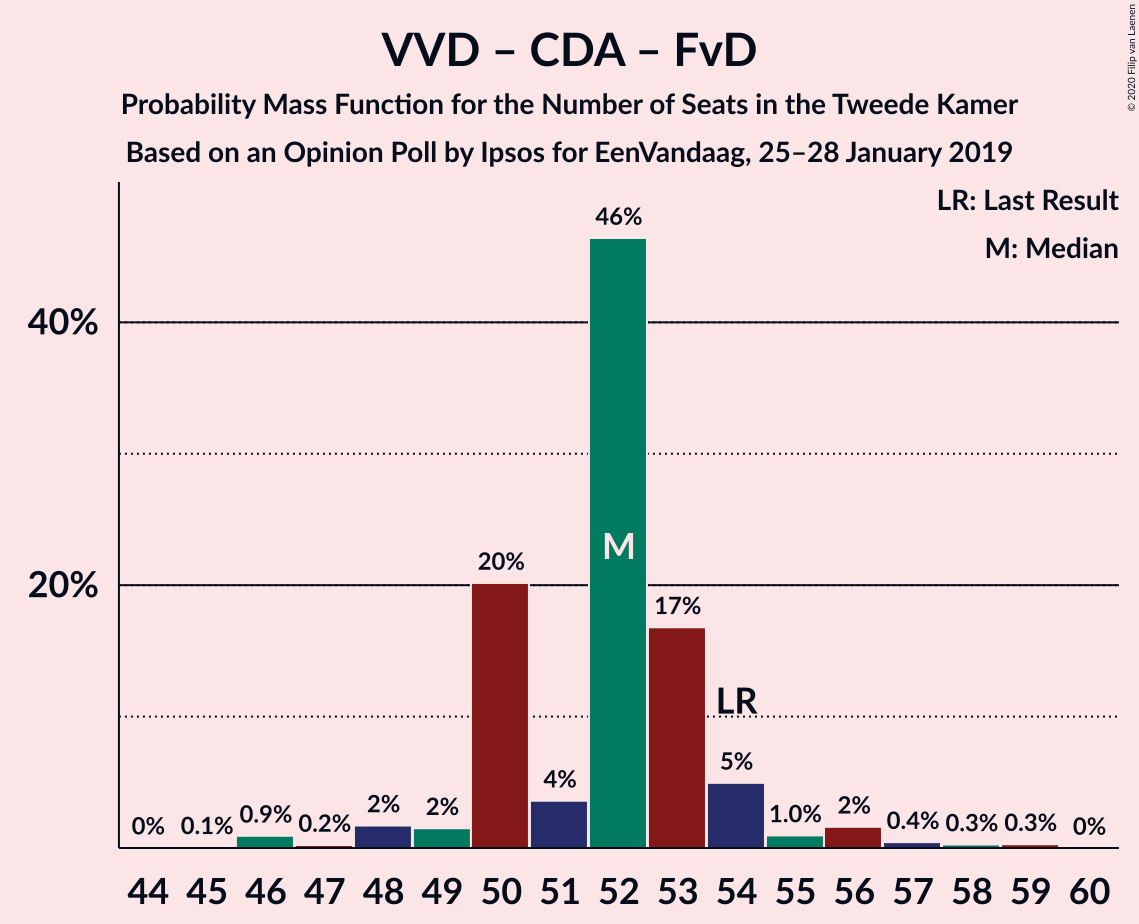 VVD – CDA – FvD
Probability Mass Function for the Number of Seats in the Tweede Kamer
Based on an Opinion Poll by Ipsos for EenVandaag, 25–28 January 2019
© 2020 Filip van Laenen
LR: Last Result
M: Median
46%
40%
M
20%
20%
17%
LR
5%
4%
0% 0.1% 0.9% 0.2% 2% 2% 1.0% 2% 0.4% 0.3% 0.3% 0%
44 45 46 47 48 49 50 51 52 53 54 55 56 57 58 59 60